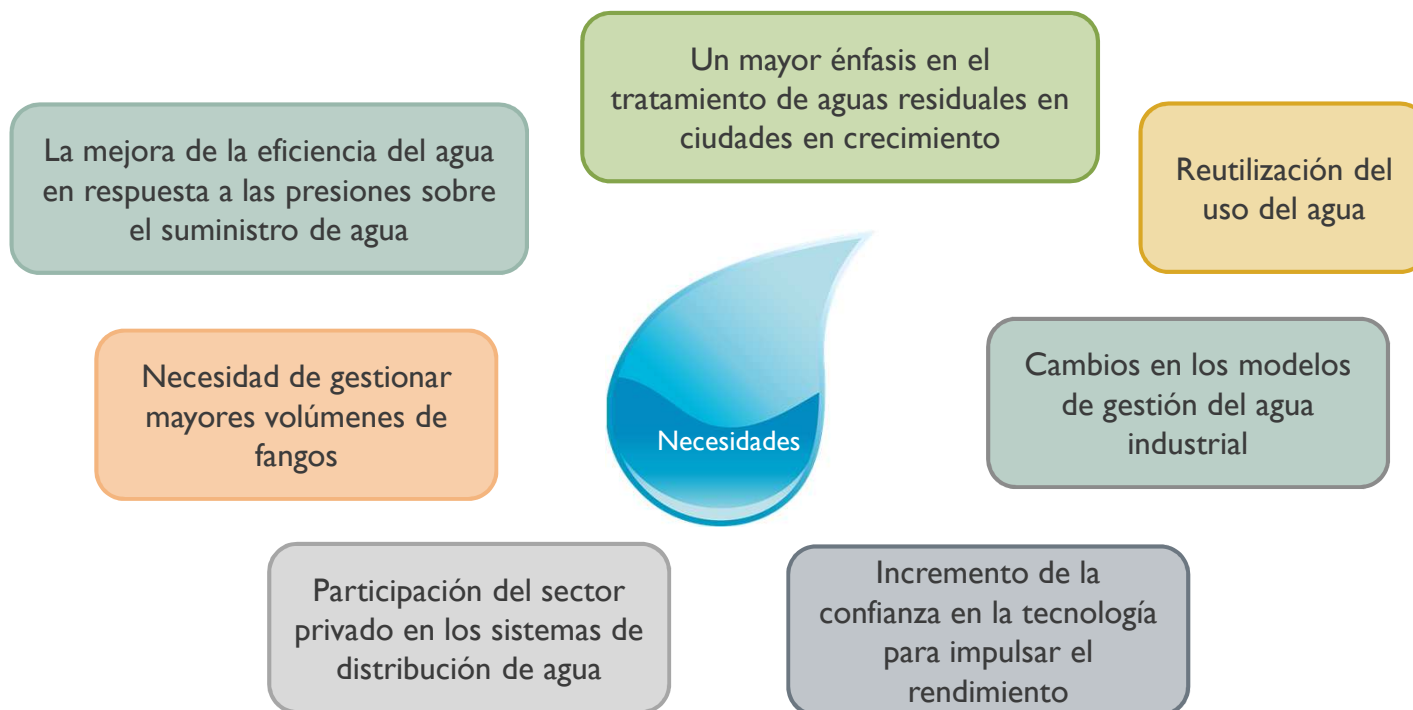 Un mayor énfasis en el
tratamiento de aguas residuales en
ciudades en crecimiento
La mejora de la eficiencia del agua
en respuesta a las presiones sobre
el suministro de agua
Reutilización del
uso del agua
Necesidad de gestionar
mayores volúmenes de
fangos
Necesidades
Cambios en los modelos
de gestión del agua
industrial
Participación del sector
privado en los sistemas de
distribución de agua
Incremento de la
confianza en la tecnología
para impulsar el
rendimiento